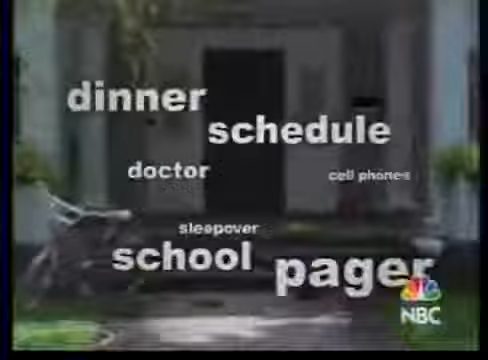 dinner
schedule
doctor
cell phones
sleepover
school
pager
NBC